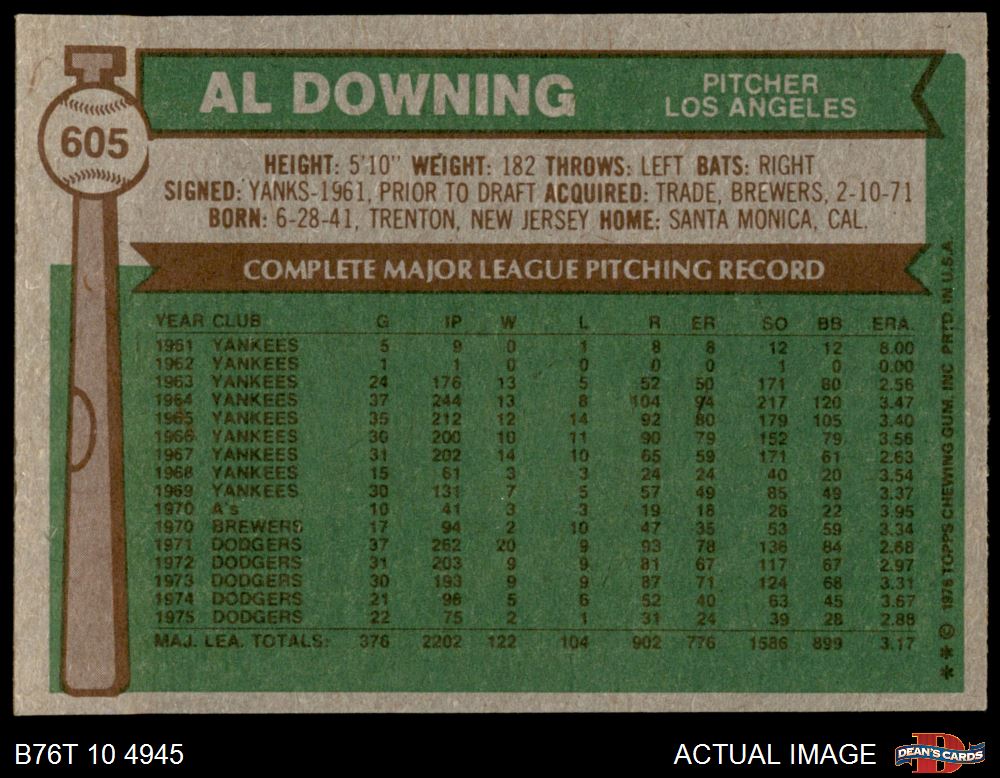 AL DOWNING
PITCHER
LOS ANGELES
605
HEIGHT: 5'10" WEIGHT: 182 THROWS: LEFT BATS: RIGHT
SIGNED: YANKS-1961, PRIOR TO DRAFT ACQUIRED: TRADE, BREWERS, 2-10-71
BORN: 6-28-41, TRENTON, NEW JERSEY HOME: SANTA MONICA, CAL.
COMPLETE MAJOR LEAGUE PITCHING RECORD
YEAR CLUB G IP W L R ER SO BB ERA.
1961 YANKEES 5 9 0 1 8 8 12 12 8.00
1962 YANKEES 1 1 0 0 0 0 1 0 0.00
1963 YANKEES 24 176 13 5 52 50 171 80 2.56
1964 YANKEES 37 244 13 8 104 94 217 120 3.47
1965 YANKEES 35 212 12 14 92 80 179 105 3.40
1966 YANKEES 30 200 10 11 90 79 152 79 3.56
1967 YANKEES 31 202 14 10 65 59 171 61 2.63
1968 YANKEES 15 61 3 3 24 24 40 20 3.54
1969 YANKEES 30 131 7 5 57 49 85 49 3.37
1970 A's 10 41 3 3 19 18 26 22 3.95
1970 BREWERS 17 94 2 10 47 35 53 59 3.34
1971 DODGERS 37 262 20 9 93 78 136 84 2.68
1972 DODGERS 31 203 9 9 81 67 117 67 2.97
1973 DODGERS 30 193 9 9 87 71 124 68 3.31
1974 DODGERS 21 98 5 6 52 40 63 45 3.67
1975 DODGERS 22 75 2 1 31 24 39 28 2.88
MAJ. LEA. TOTALS: 376 2202 122 104 902 776 1586 899 3.17
* * © 1976 TOPPS CHEWING GUM, INC PRT'D. IN U.S.A.
B76T 10 4945
ACTUAL IMAGE
DEAN'S CARDS